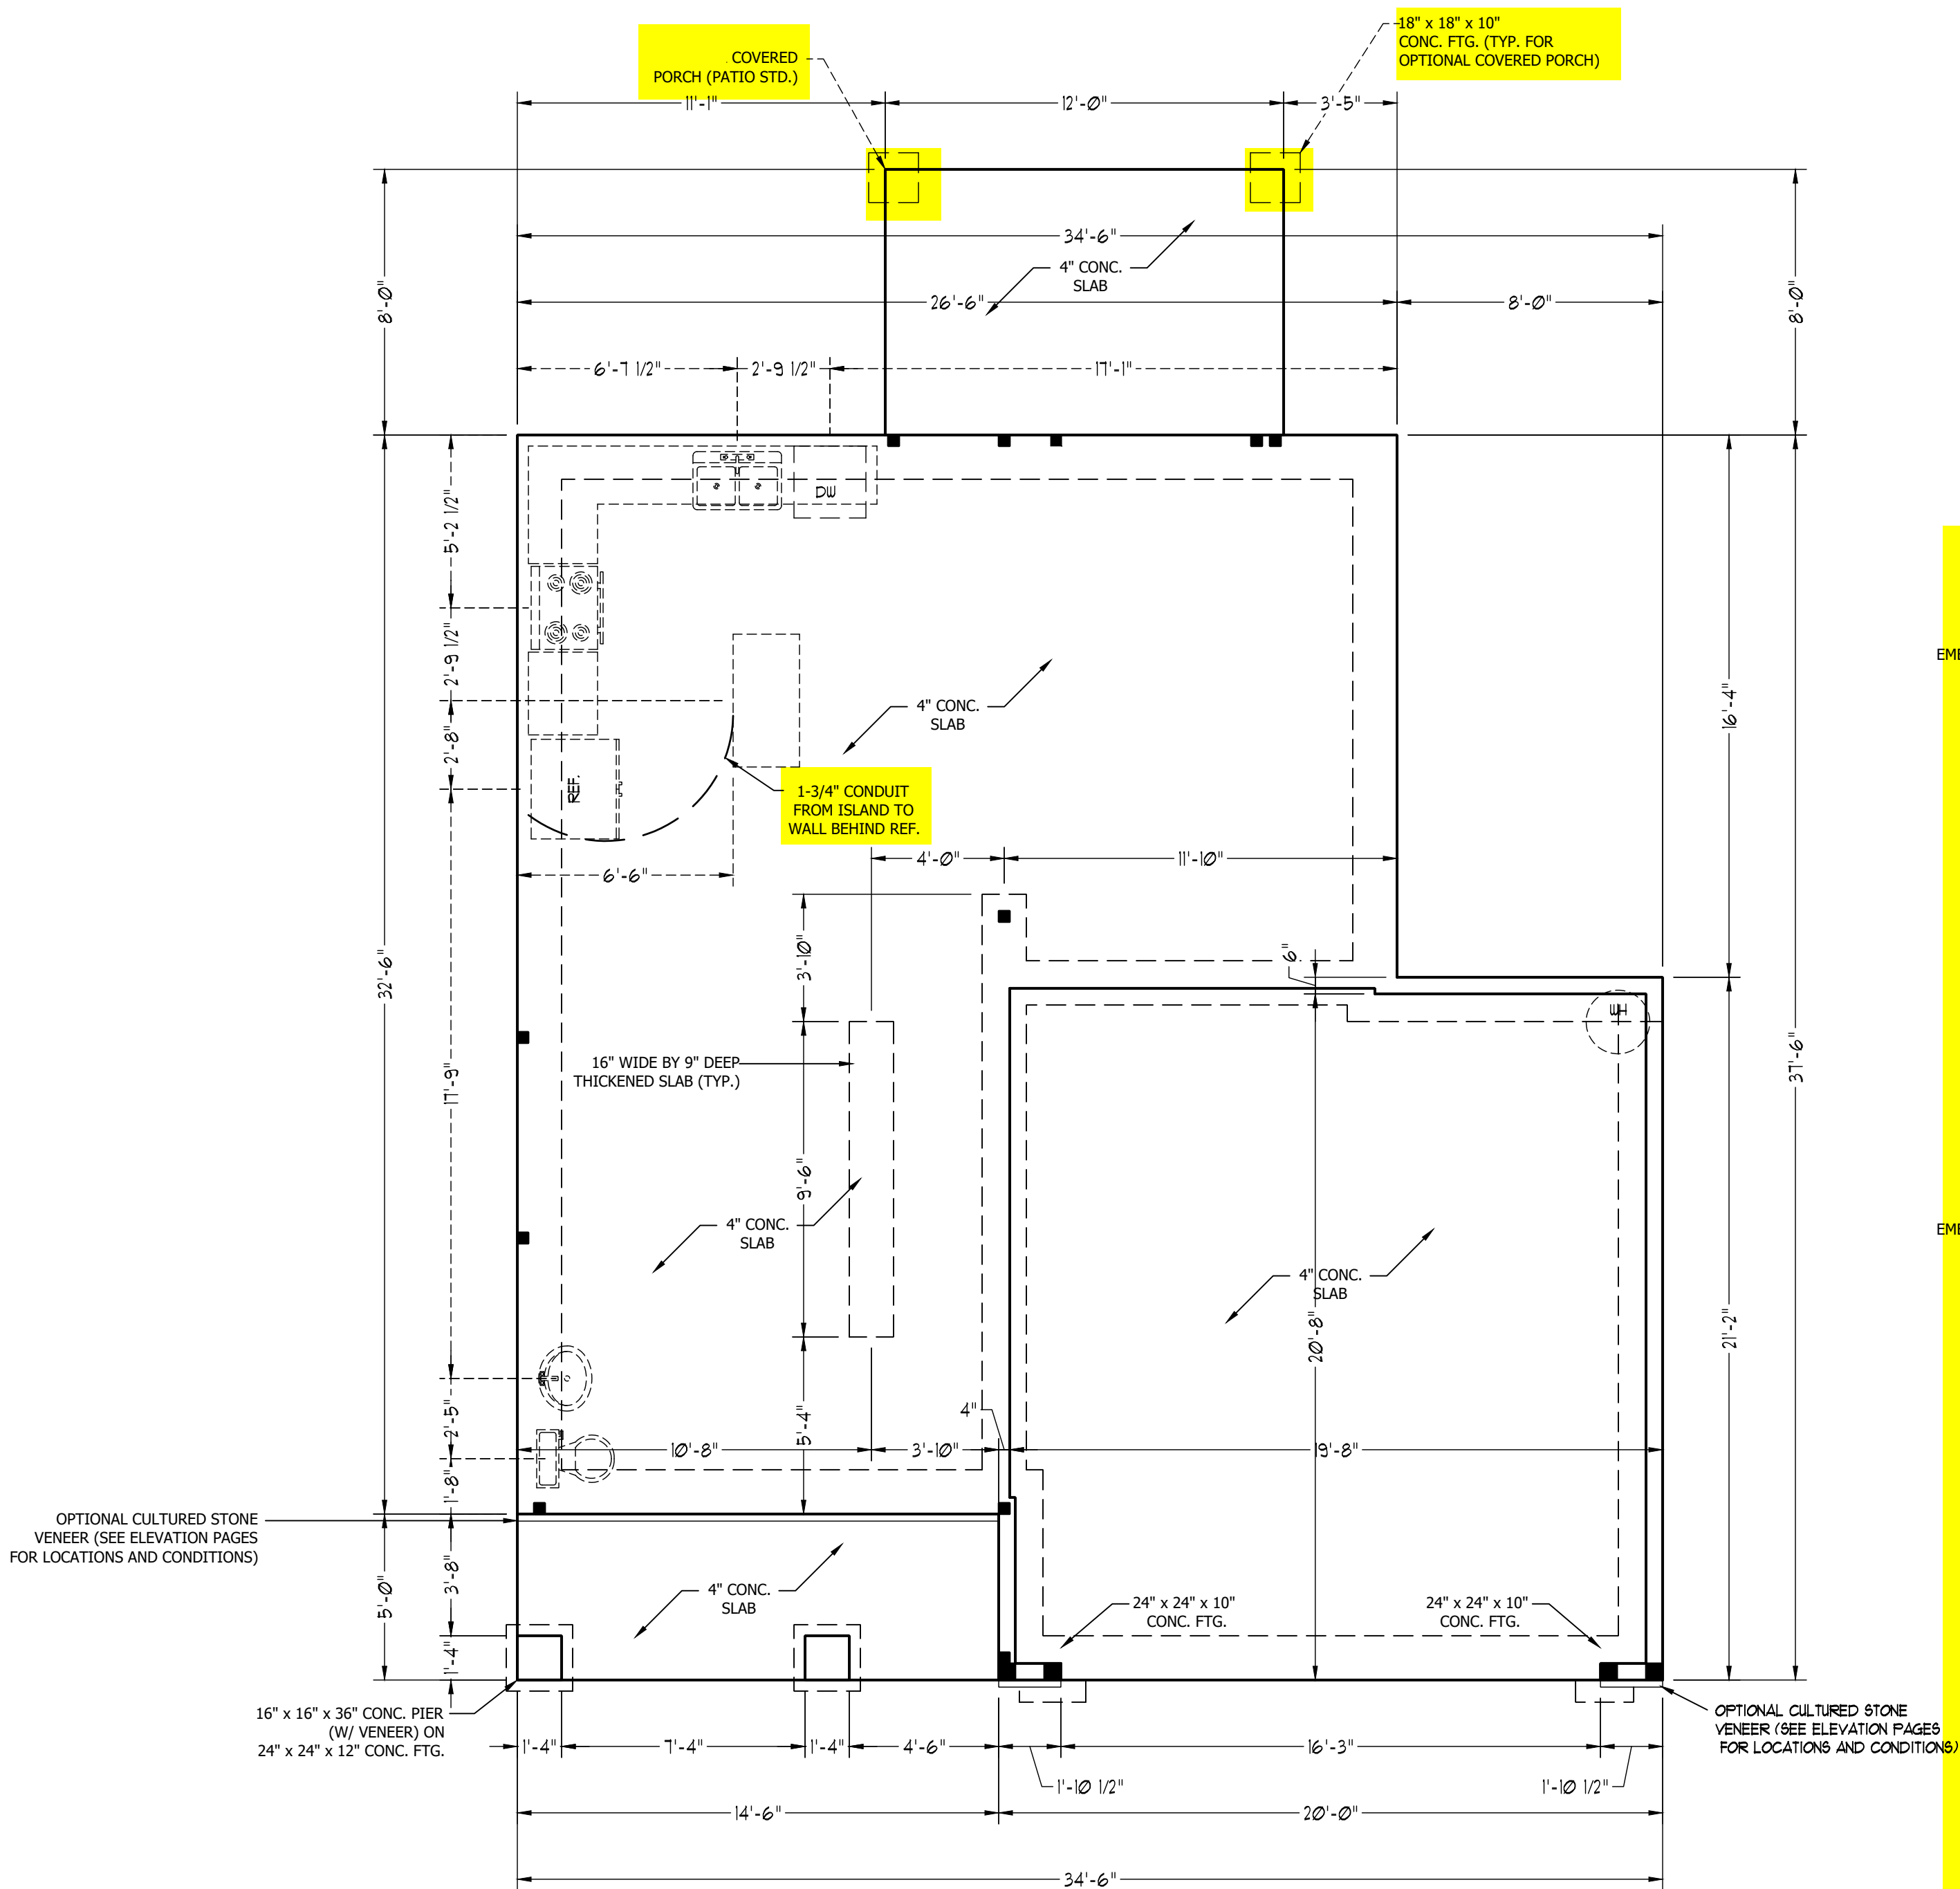 18" x 18" x 10"
CONC. FTG. (TYP. FOR
OPTIONAL COVERED PORCH)
COVERED
PORCH (PATIO STD.)
11'-1"
12'-0"
3'-5"
34'-6"
4" CONC.
SLAB
8'-0"
8'-0"
26'-6"
8'-0"
6'-7 1/2"
2'-9 1/2"
17'-1"
DW
5'-2 1/2"
2'-9 1/2"
2'-8"
REF.
4" CONC.
SLAB
16'-4"
1-3/4" CONDUIT
FROM ISLAND TO
WALL BEHIND REF.
4'-0"
11'-10"
6'-6"
3'-10"
6"
32'-6"
WH
37'-6"
16" WIDE BY 9" DEEP
THICKENED SLAB (TYP.)
17'-9"
9'-6"
4" CONC.
SLAB
4" CONC.
SLAB
20'-8"
21'-2"
2'-5"
4"
5'-4"
10'-8"
3'-10"
19'-8"
1'-8"
OPTIONAL CULTURED STONE
VENEER (SEE ELEVATION PAGES
FOR LOCATIONS AND CONDITIONS)
3'-8"
5'-0"
4" CONC.
SLAB
24" x 24" x 10"
CONC. FTG.
24" x 24" x 10"
CONC. FTG.
1'-4"
16" x 16" x 36" CONC. PIER
(W/ VENEER) ON
24" x 24" x 12" CONC. FTG.
OPTIONAL CULTURED STONE
VENEER (SEE ELEVATION PAGES
FOR LOCATIONS AND CONDITIONS)
1'-4"
7'-4"
1'-4"
4'-6"
16'-3"
1'-10 1/2"
1'-10 1/2"
14'-6"
20'-0"
34'-6"